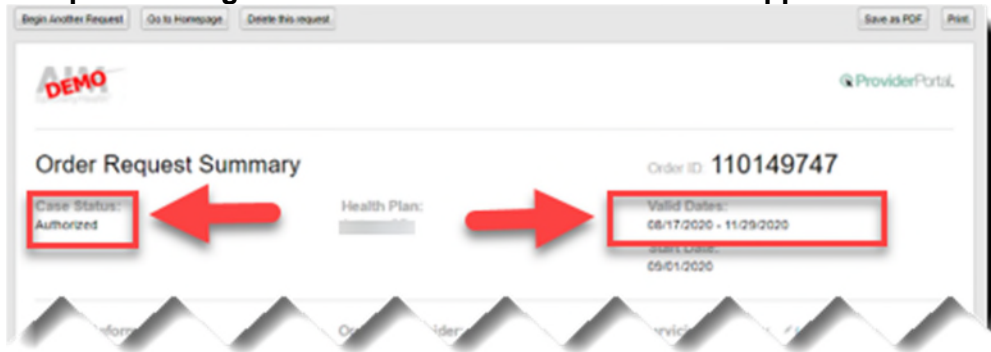 Begin Another Request Go to Homepage Delete this request Save as PDF Print
DEMO
ProviderPortal.
Order Request Summary
Order ID: 110149747
Case Status: Health Plan: Valid Dates:
Authorized 08/17/2020 - 11/29/2020
Start Date:
09/01/2020